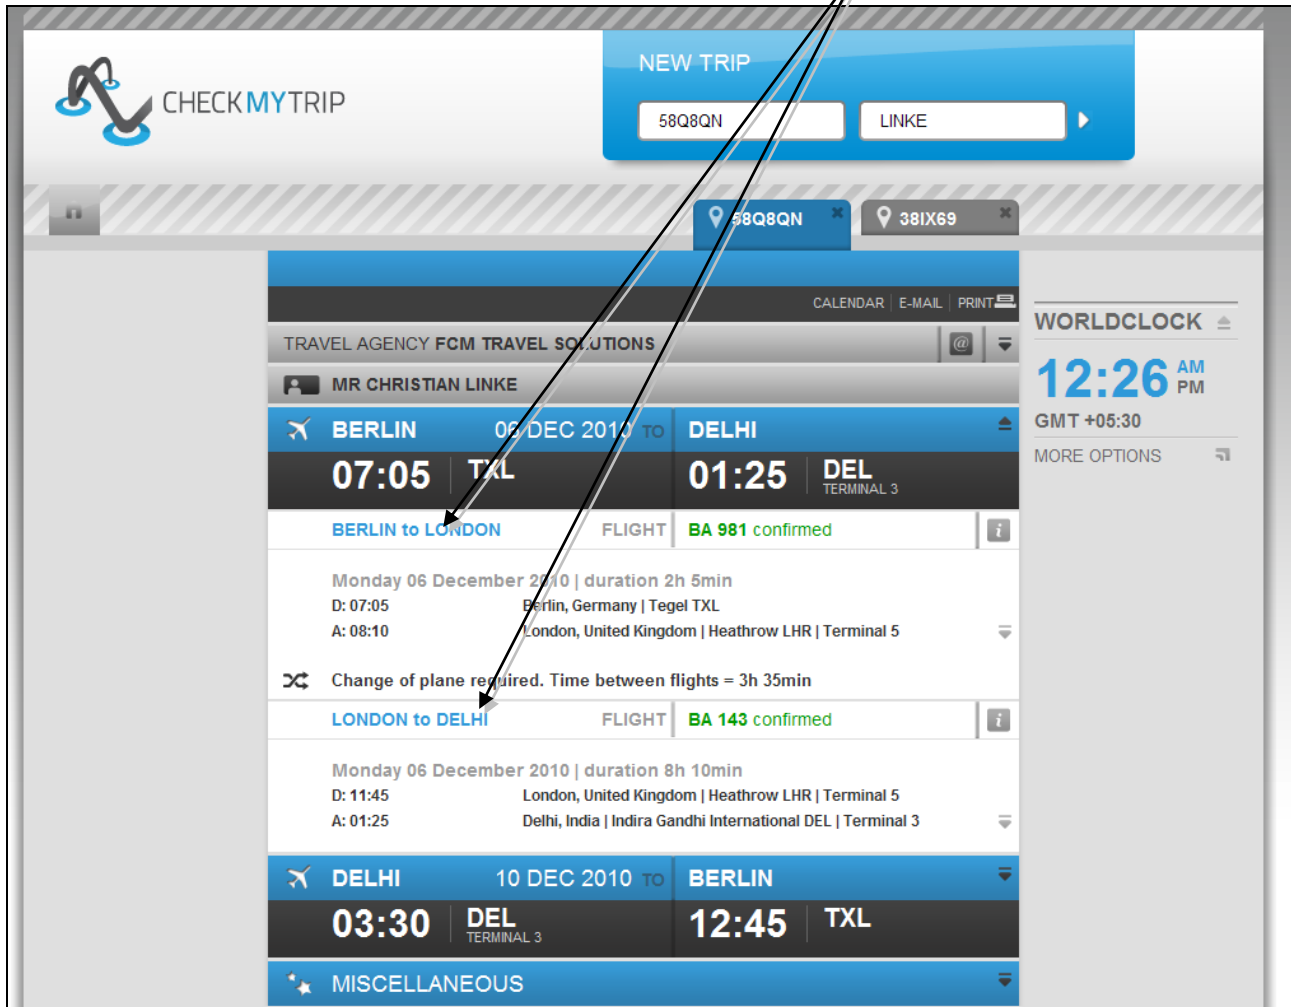 NEW TRIP
CHECKMYTRIP
58Q8QN LINKE
58Q8QN 38IX69
CALENDAR E-MAIL PRINT
TRAVEL AGENCY FCM TRAVEL SOLUTIONS @
MR CHRISTIAN LINKE
BERLIN 06 DEC 2010 TO DELHI
07:05 TXL 01:25 DEL
TERMINAL 3
BERLIN to LONDON FLIGHT BA 981 confirmed i
Monday 06 December 2010 | duration 2h 5min
D: 07:05 Berlin, Germany | Tegel TXL
A: 08:10 London, United Kingdom | Heathrow LHR | Terminal 5
Change of plane required. Time between flights = 3h 35min
LONDON to DELHI FLIGHT BA 143 confirmed i
Monday 06 December 2010 | duration 8h 10min
D: 11:45 London, United Kingdom | Heathrow LHR | Terminal 5
A: 01:25 Delhi, India | Indira Gandhi International DEL | Terminal 3
DELHI 10 DEC 2010 TO BERLIN
03:30 DEL 12:45 TXL
TERMINAL 3
MISCELLANEOUS
WORLDCLOCK
12:26 AM
PM
GMT +05:30
MORE OPTIONS